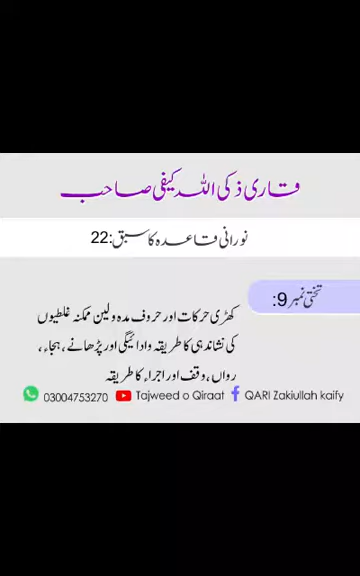 قاری ذکی اللہ کیفی صاحب
نورانی قاعدہ کا سبق:22
تختی نمبر 9:
کھڑی حرکات اور حروف مدہ و لین ممکنہ غلطیوں
کی نشاندہی کا طریقہ وادائیگی اور پڑھانے، ہجاء،
رواں، وقف اور اجراء کا طریقہ
03004753270 Tajweed o Qiraat QARI Zakiullah kaify